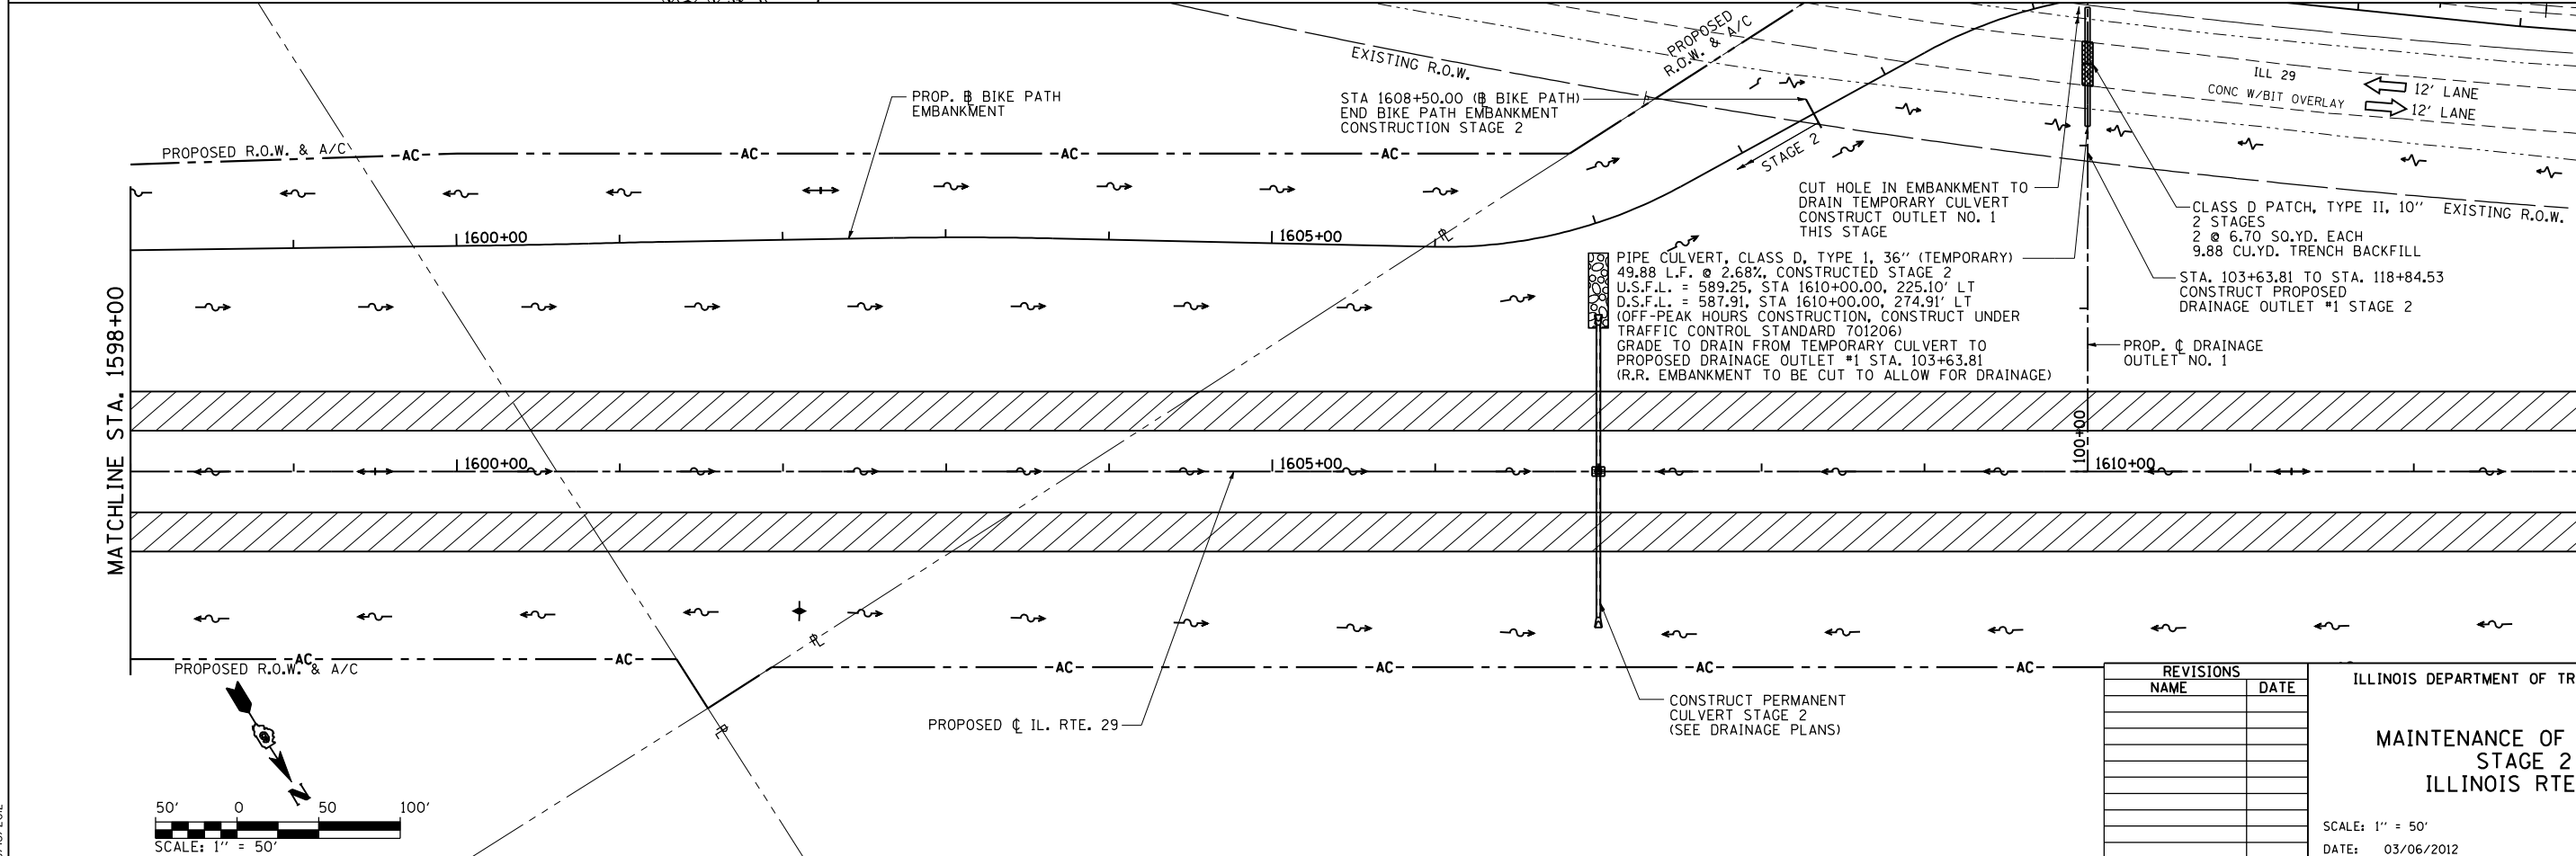 PROPOSED R.O.W. & A/C
AC
AC
AC
AC
PROP. ⅊ BIKE PATH
EMBANKMENT
EXISTING R.O.W.
PROPOSED
R.O.W. & A/C
STA 1608+50.00 (⅊ BIKE PATH)
END BIKE PATH EMBANKMENT
CONSTRUCTION STAGE 2
STAGE 2
ILL 29
CONC W/BIT OVERLAY
12' LANE
12' LANE
CUT HOLE IN EMBANKMENT TO
DRAIN TEMPORARY CULVERT
CONSTRUCT OUTLET NO. 1
THIS STAGE
CLASS D PATCH, TYPE II, 10''
2 STAGES
2 @ 6.70 SQ.YD. EACH
9.88 CU.YD. TRENCH BACKFILL
EXISTING R.O.W.
STA. 103+63.81 TO STA. 118+84.53
CONSTRUCT PROPOSED
DRAINAGE OUTLET #1 STAGE 2
1600+00
1605+00
PL
PIPE CULVERT, CLASS D, TYPE 1, 36'' (TEMPORARY)
49.88 L.F. @ 2.68%, CONSTRUCTED STAGE 2
U.S.F.L. = 589.25, STA 1610+00.00, 225.10' LT
D.S.F.L. = 587.91, STA 1610+00.00, 274.91' LT
(OFF-PEAK HOURS CONSTRUCTION, CONSTRUCT UNDER
TRAFFIC CONTROL STANDARD 701206)
GRADE TO DRAIN FROM TEMPORARY CULVERT TO
PROPOSED DRAINAGE OUTLET #1 STA. 103+63.81
(R.R. EMBANKMENT TO BE CUT TO ALLOW FOR DRAINAGE)
PROP. ℄ DRAINAGE
OUTLET NO. 1
MATCHLINE STA. 1598+00
1600+00
1605+00
100+00
1610+00
PL
AC
AC
AC
AC
AC
AC
PROPOSED R.O.W. & A/C
PL
PROPOSED ℄ IL. RTE. 29
CONSTRUCT PERMANENT
CULVERT STAGE 2
(SEE DRAINAGE PLANS)
N
50' 0 50 100'
SCALE: 1'' = 50'
REVISIONS
NAME DATE
ILLINOIS DEPARTMENT OF TR
MAINTENANCE OF
STAGE 2
ILLINOIS RTE
SCALE: 1'' = 50'
DATE: 03/06/2012